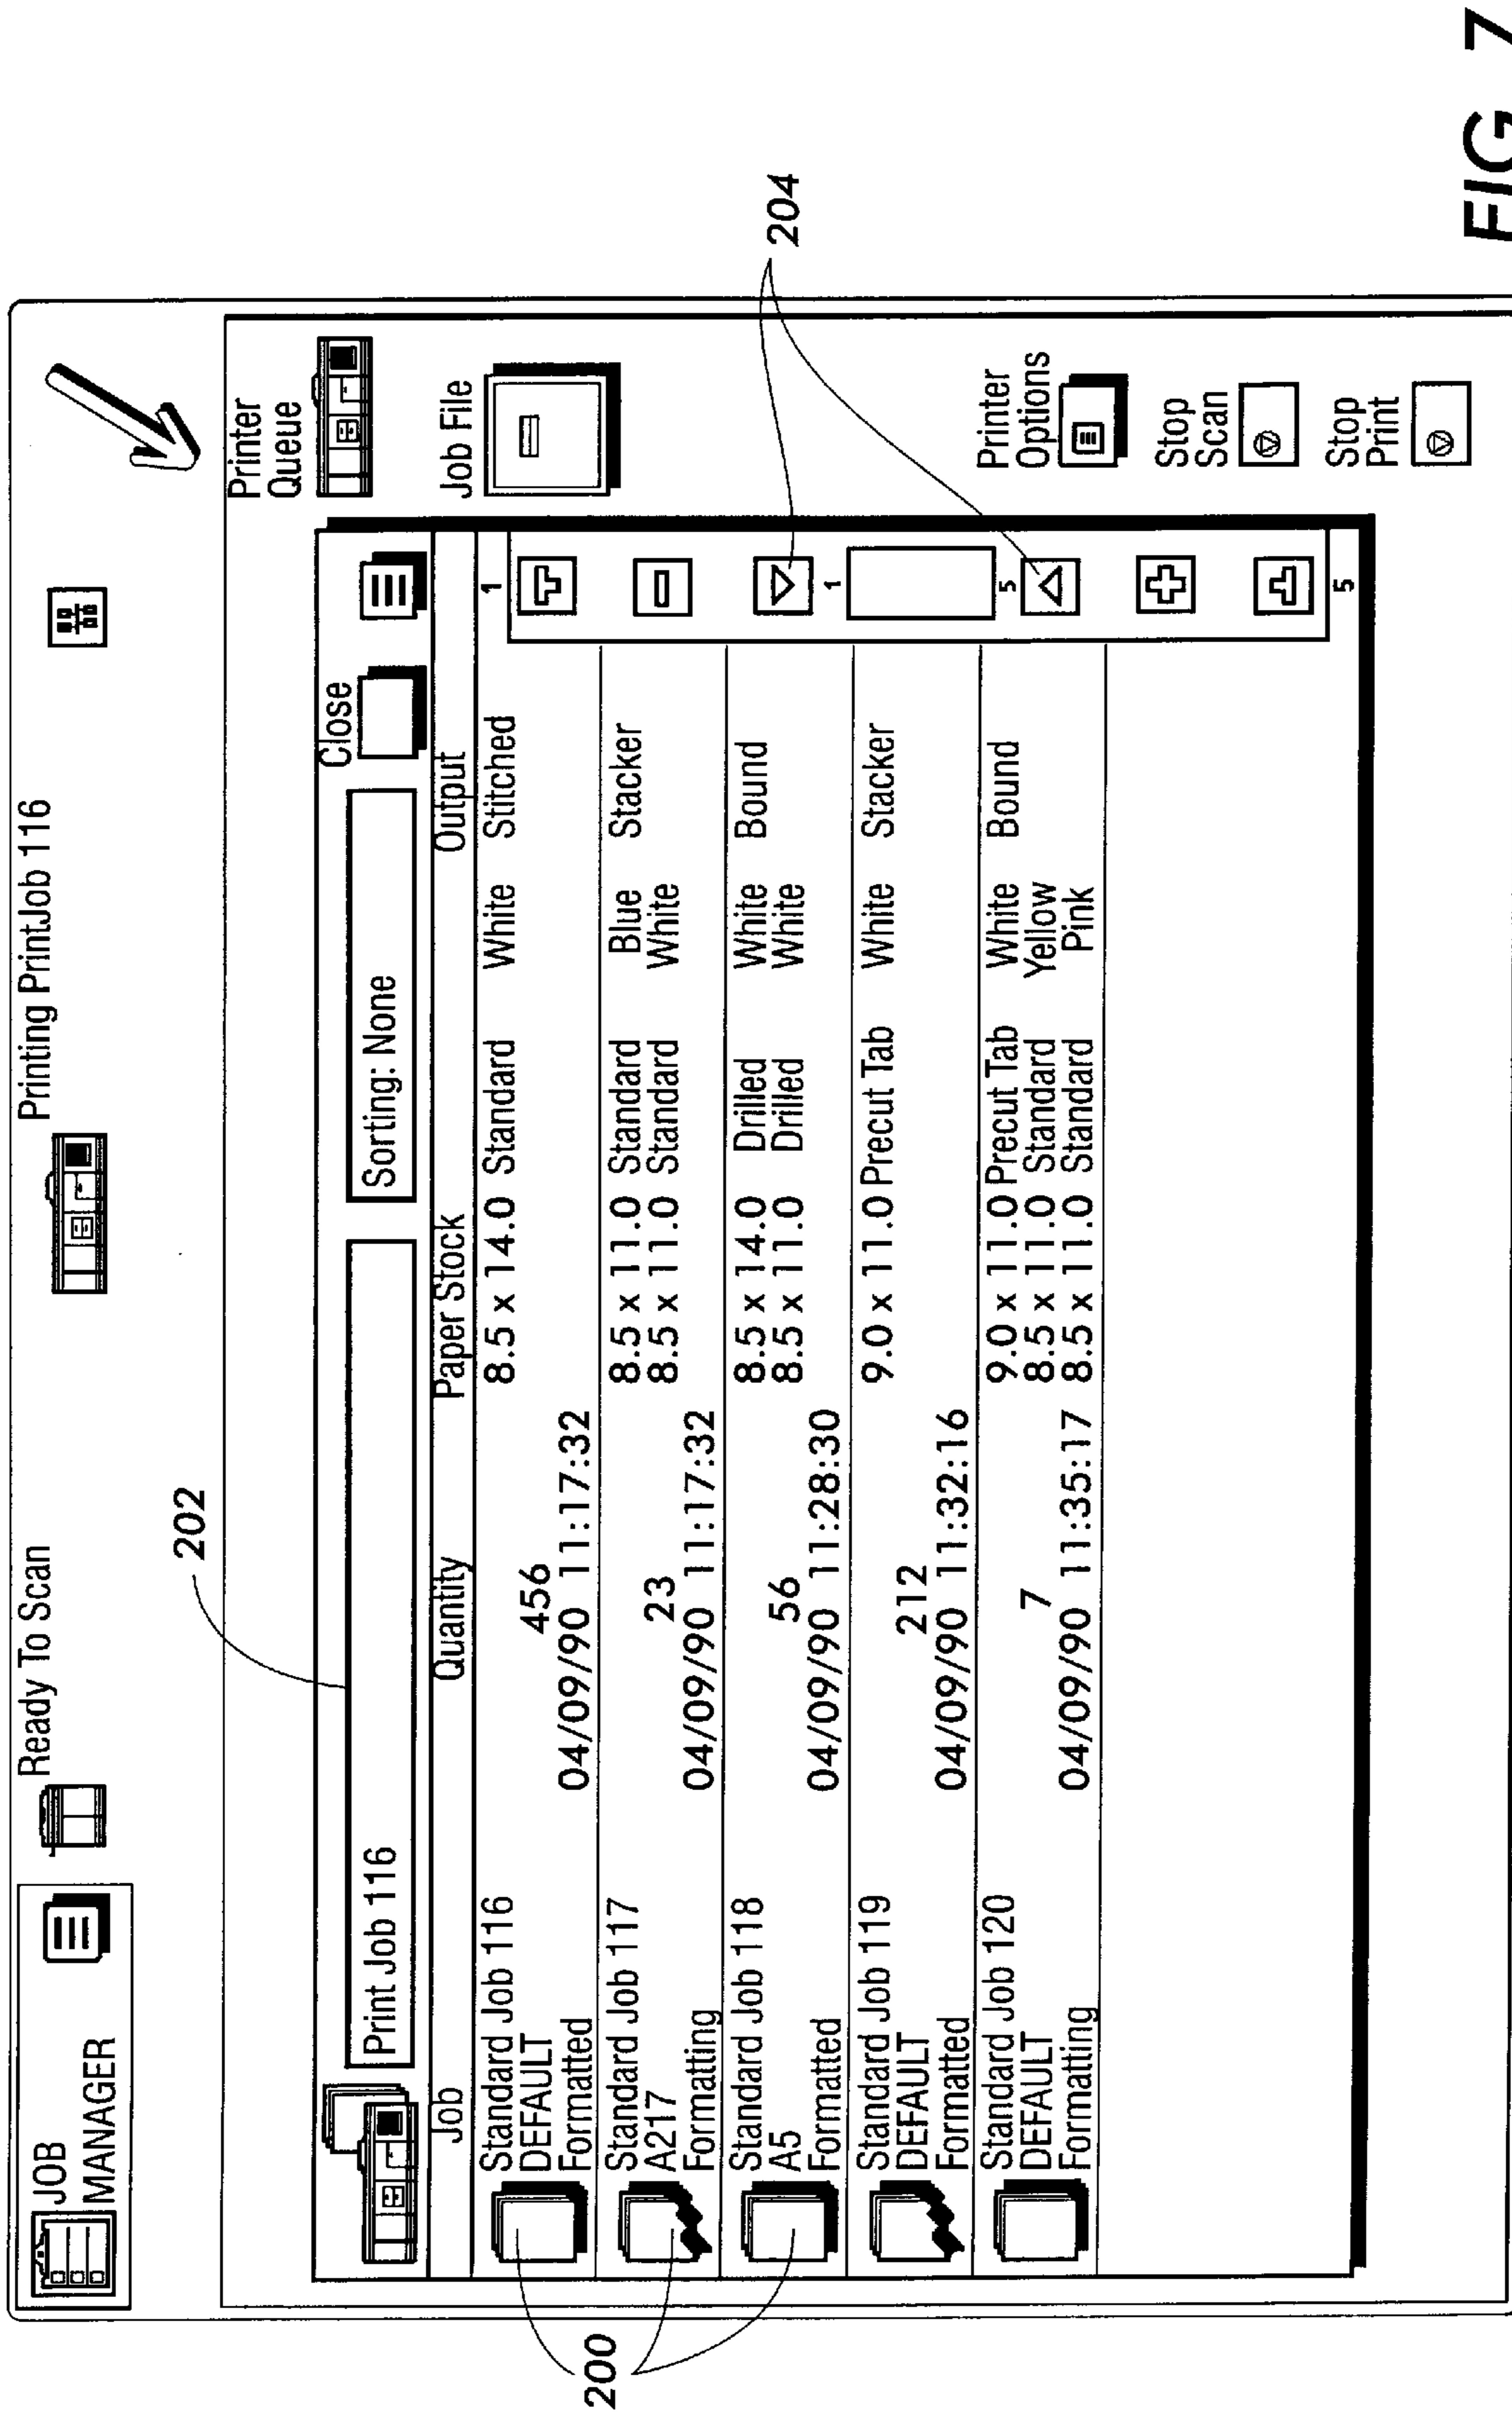 JOB
MANAGER
Ready To Scan
Printing PrintJob 116
202
Print Job 116
Sorting: None
Close
Printer
Queue
Job Quantity Paper Stock Output
Standard Job 116 8.5 x 14.0 Standard White Stitched
DEFAULT 456
Formatted 04/09/90 11:17:32
Standard Job 117 8.5 x 11.0 Standard Blue Stacker
A217 23 8.5 x 11.0 Standard White
Formatting 04/09/90 11:17:32
Standard Job 118 8.5 x 14.0 Drilled White Bound
A5 56 8.5 x 11.0 Drilled White
Formatted 04/09/90 11:28:30
Standard Job 119 9.0 x 11.0 Precut Tab White Stacker
DEFAULT 212
Formatted 04/09/90 11:32:16
Standard Job 120 9.0 x 11.0 Precut Tab White Bound
DEFAULT 7 8.5 x 11.0 Standard Yellow
Formatting 04/09/90 11:35:17 8.5 x 11.0 Standard Pink
1
1
5
5
Job File
Printer
Options
Stop
Scan
Stop
Print
200
204
FIG. 7